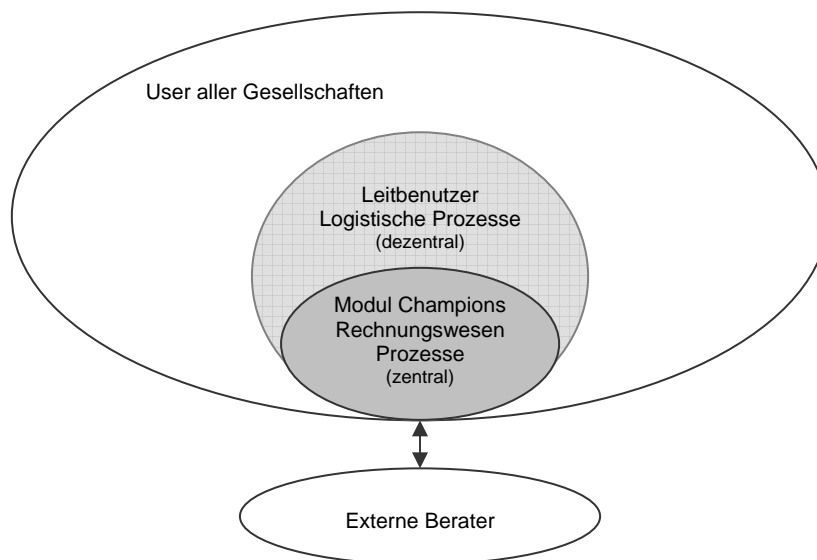 User aller Gesellschaften
Leitbenutzer
Logistische Prozesse
(dezentral)
Modul Champions
Rechnungswesen
Prozesse
(zentral)
Externe Berater